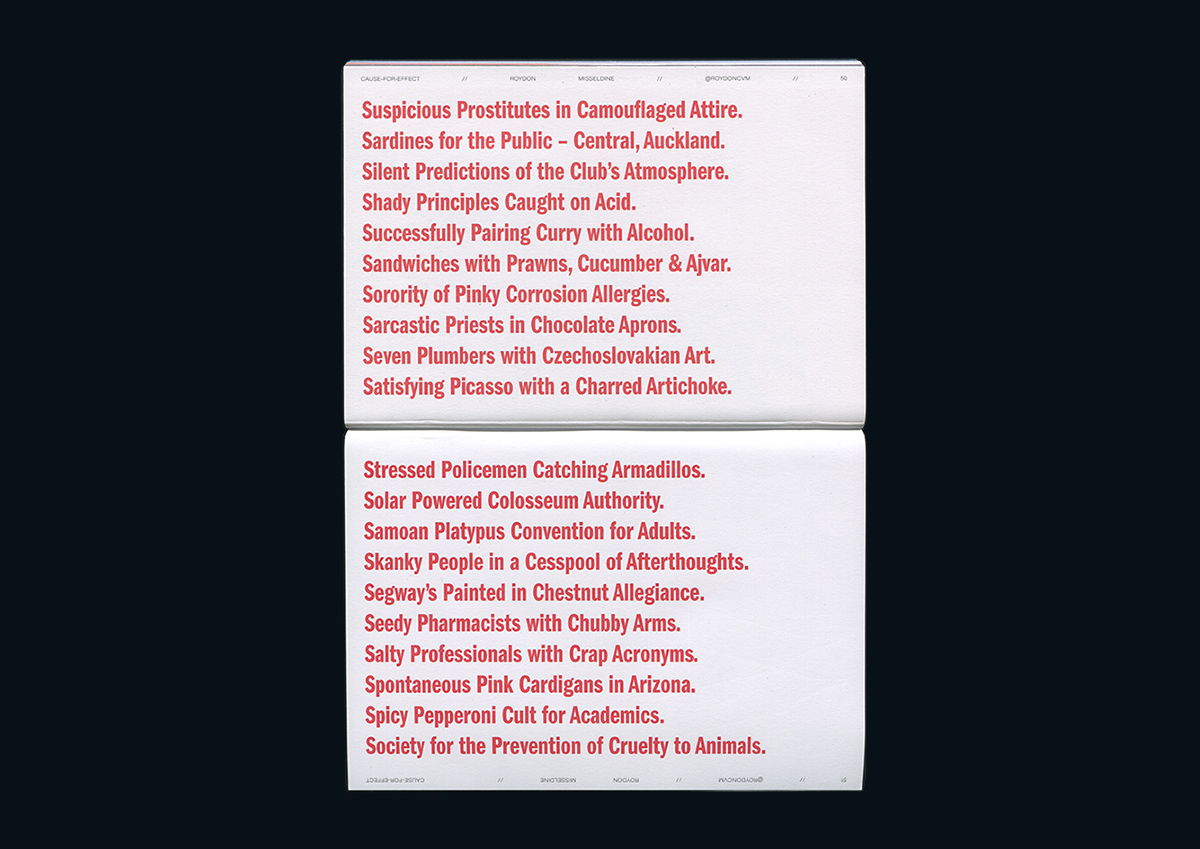 CAUSE-FOR-EFFECT // ROYDON MISSELDINE // @ROYDONCVM // 50
Suspicious Prostitutes in Camouflaged Attire.
Sardines for the Public – Central, Auckland.
Silent Predictions of the Club’s Atmosphere.
Shady Principles Caught on Acid.
Successfully Pairing Curry with Alcohol.
Sandwiches with Prawns, Cucumber & Ajvar.
Sorority of Pinky Corrosion Allergies.
Sarcastic Priests in Chocolate Aprons.
Seven Plumbers with Czechoslovakian Art.
Satisfying Picasso with a Charred Artichoke.
Stressed Policemen Catching Armadillos.
Solar Powered Colosseum Authority.
Samoan Platypus Convention for Adults.
Skanky People in a Cesspool of Afterthoughts.
Segway’s Painted in Chestnut Allegiance.
Seedy Pharmacists with Chubby Arms.
Salty Professionals with Crap Acronyms.
Spontaneous Pink Cardigans in Arizona.
Spicy Pepperoni Cult for Academics.
Society for the Prevention of Cruelty to Animals.
51 // @ROYDONCVM // ROYDON MISSELDINE // CAUSE-FOR-EFFECT